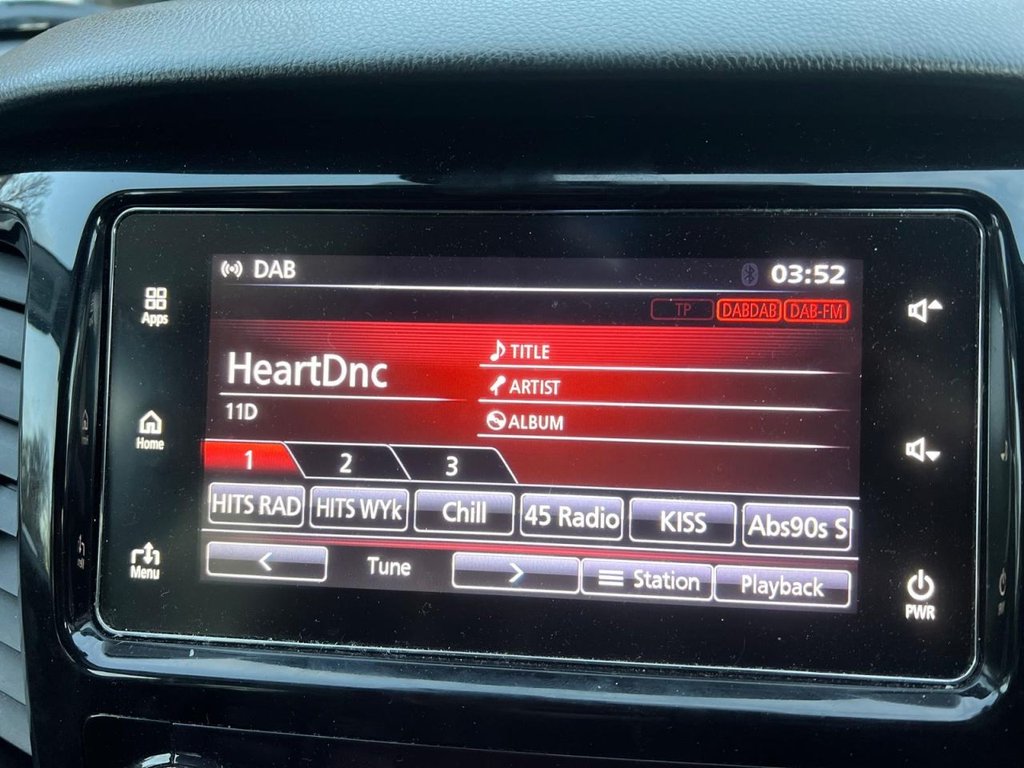 DAB 03:52
TP DABDAB DAB-FM
Apps
HeartDnc
11D
TITLE
ARTIST
ALBUM
Home
1 2 3
HITS RAD HITS WYk Chill 45 Radio KISS Abs90s S
< Tune > Station Playback
Menu
PWR